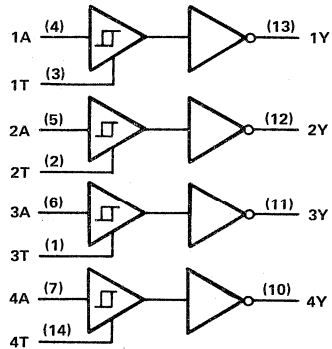 1A (4) (13) 1Y
1T (3)
2A (5) (12) 2Y
2T (2)
3A (6) (11) 3Y
3T (1)
4A (7) (10) 4Y
4T (14)